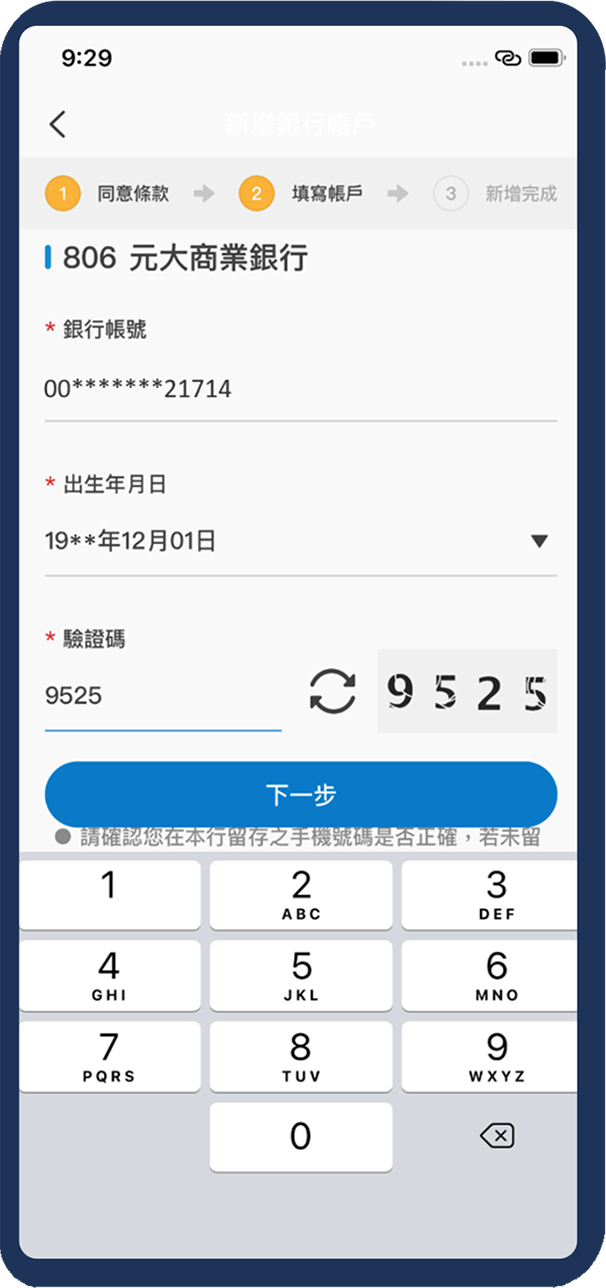 9:29
新增銀行帳戶
1 同意條款 2 填寫帳戶 3 新增完成
806 元大商業銀行
* 銀行帳號
00*******21714
* 出生年月日
19**年12月01日
* 驗證碼
9525 9525
下一步
● 請確認您在本行留存之手機號碼是否正確，若未留
1 2 3
ABC DEF
4 5 6
GHI JKL MNO
7 8 9
PQRS TUV WXYZ
0